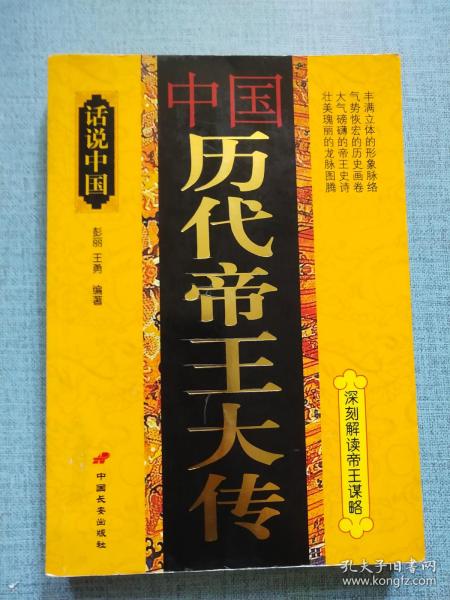 中国
历代帝王大传
话说中国
彭丽 王勇 编著
丰满立体的形象脉络
气势恢宏的历史画卷
大气磅礴的帝王史诗
壮美瑰丽的龙脉图腾
深刻解读帝王谋略
中国长安出版社
孔夫子旧书网
www.kongfz.com